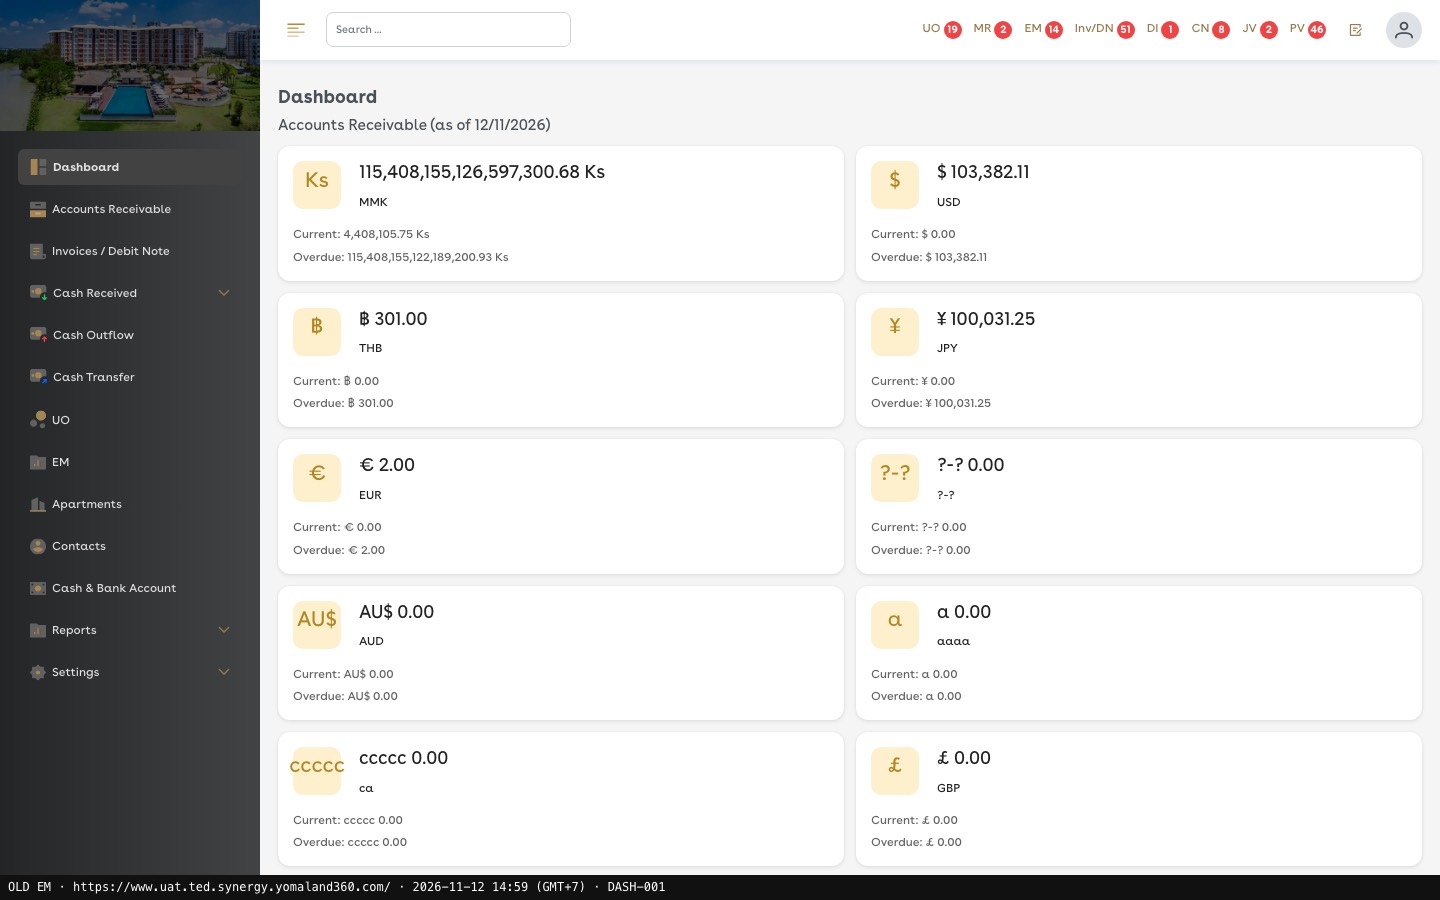 Search ...
UO 19 MR 2 EM 14 Inv/DN 51 DI 1 CN 8 JV 2 PV 46
Dashboard
Accounts Receivable
Invoices / Debit Note
Cash Received
Cash Outflow
Cash Transfer
UO
EM
Apartments
Contacts
Cash & Bank Account
Reports
Settings
Dashboard
Accounts Receivable (as of 12/11/2026)
Ks
115,408,155,126,597,300.68 Ks
MMK
Current: 4,408,105.75 Ks
Overdue: 115,408,155,122,189,200.93 Ks
$
$ 103,382.11
USD
Current: $ 0.00
Overdue: $ 103,382.11
฿
฿ 301.00
THB
Current: ฿ 0.00
Overdue: ฿ 301.00
¥
¥ 100,031.25
JPY
Current: ¥ 0.00
Overdue: ¥ 100,031.25
€
€ 2.00
EUR
Current: € 0.00
Overdue: € 2.00
?-?
?-? 0.00
?-?
Current: ?-? 0.00
Overdue: ?-? 0.00
AU$
AU$ 0.00
AUD
Current: AU$ 0.00
Overdue: AU$ 0.00
a
a 0.00
aaaa
Current: a 0.00
Overdue: a 0.00
ccccc
ccccc 0.00
ca
Current: ccccc 0.00
Overdue: ccccc 0.00
£
£ 0.00
GBP
Current: £ 0.00
Overdue: £ 0.00
OLD EM · https://www.uat.ted.synergy.yomaland360.com/ · 2026-11-12 14:59 (GMT+7) · DASH-001